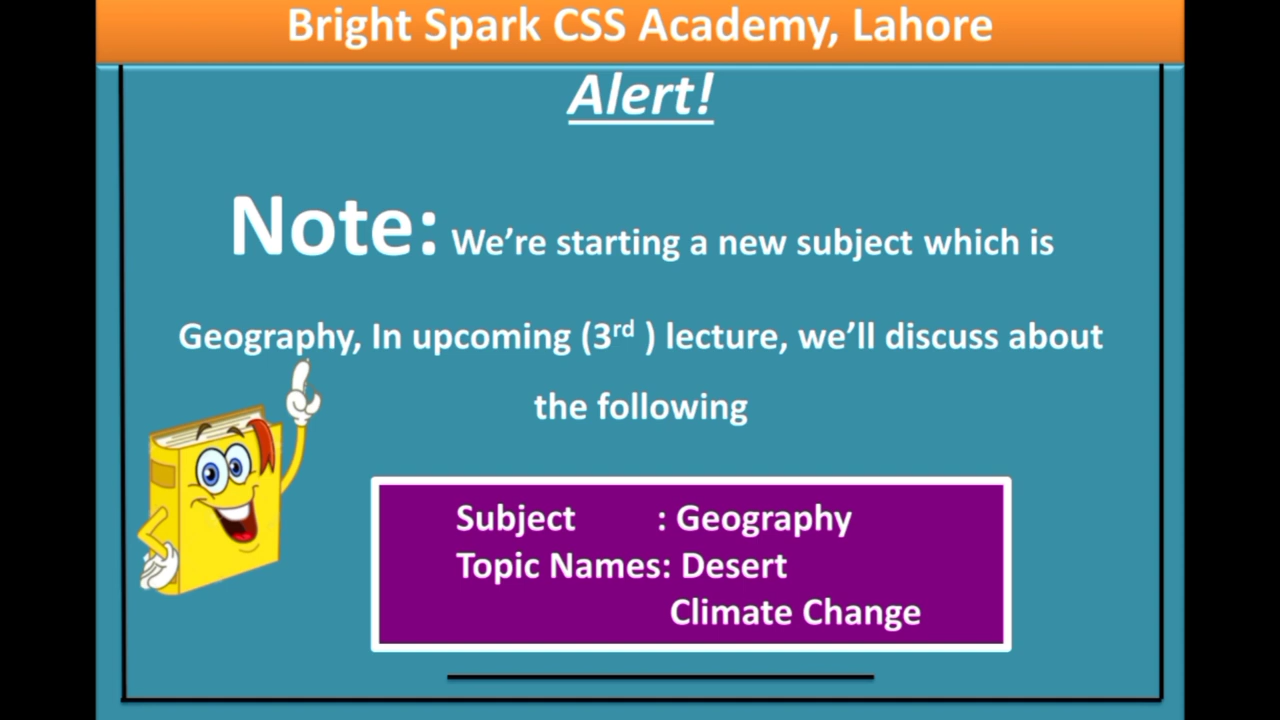 Bright Spark CSS Academy, Lahore
Alert!
Note: We’re starting a new subject which is
Geography, In upcoming (3rd ) lecture, we’ll discuss about
the following
Subject : Geography
Topic Names: Desert
Climate Change